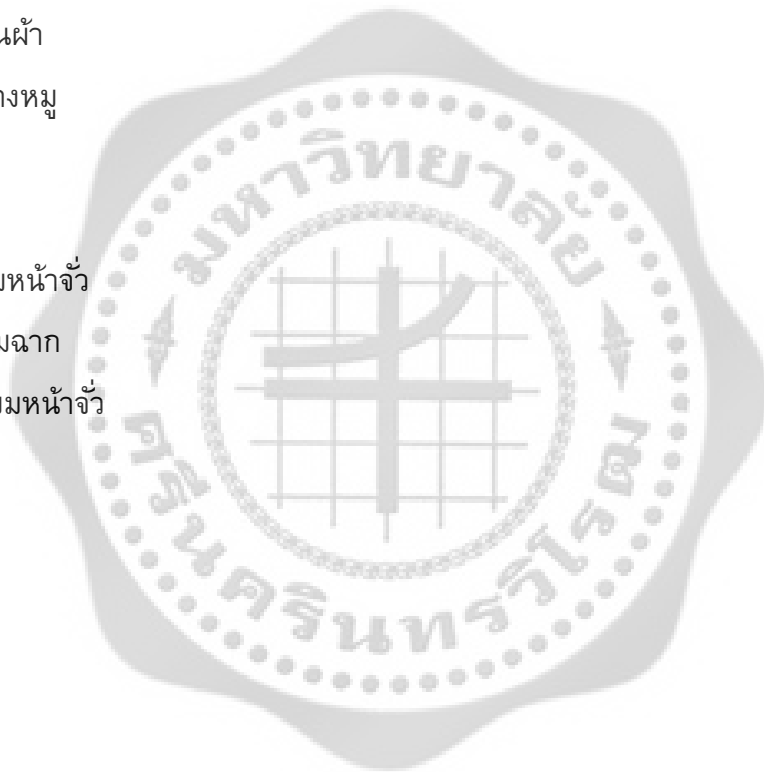 นผ้า
างหมู
มหน้าจั่ว
มฉาก
ยมหน้าจั่ว
มหาวิทยาลัย
ศรีนครินทรวิโรฒ